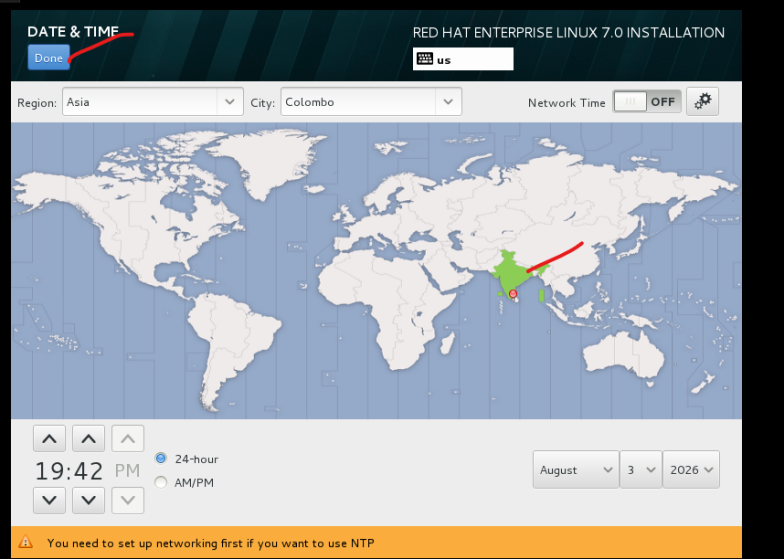 DATE & TIME
RED HAT ENTERPRISE LINUX 7.0 INSTALLATION
Done
us
Region: Asia City: Colombo Network Time OFF
24-hour
19:42 PM
AM/PM
August 3 2026
You need to set up networking first if you want to use NTP